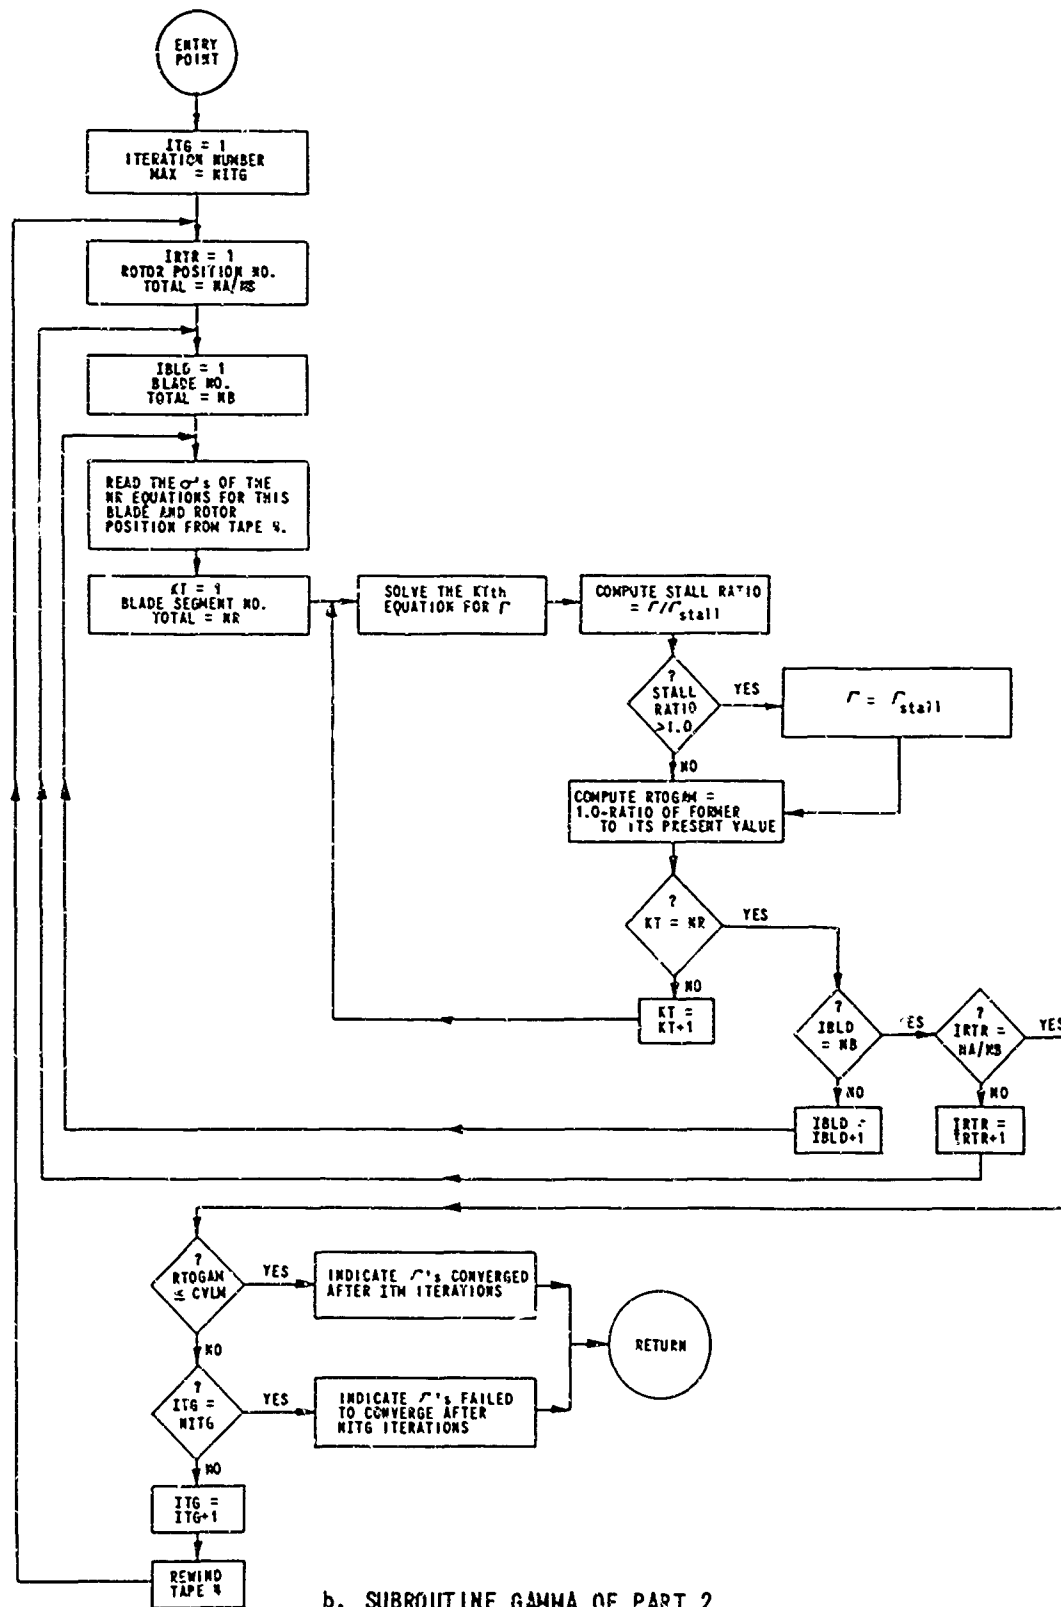 ENTRY
POINT
ITG = 1
ITERATION NUMBER
MAX = NITG
IRTR = 1
ROTOR POSITION NO.
TOTAL = NA/NB
IBLD = 1
BLADE NO.
TOTAL = NB
READ THE σ's OF THE
NR EQUATIONS FOR THIS
BLADE AND ROTOR
POSITION FROM TAPE 4.
KT = 1
BLADE SEGMENT NO.
TOTAL = NR
SOLVE THE KTth
EQUATION FOR Γ
COMPUTE STALL RATIO
= Γ/Γstall
?
STALL
RATIO
>1.0
YES
Γ = Γstall
NO
COMPUTE RTOGAM =
1.0-RATIO OF FORMER
TO ITS PRESENT VALUE
?
KT = NR
YES
NO
KT =
KT+1
?
IBLD
= NB
YES
?
IRTR =
NA/NB
YES
NO
NO
IBLD =
IBLD+1
IRTR =
IRTR+1
?
RTOGAM
≤ CVLM
YES
INDICATE Γ's CONVERGED
AFTER ITM ITERATIONS
RETURN
NO
?
ITG =
NITG
YES
INDICATE Γ's FAILED
TO CONVERGE AFTER
NITG ITERATIONS
NO
ITG =
ITG+1
REWIND
TAPE 4
b. SUBROUTINE GAMMA OF PART 2